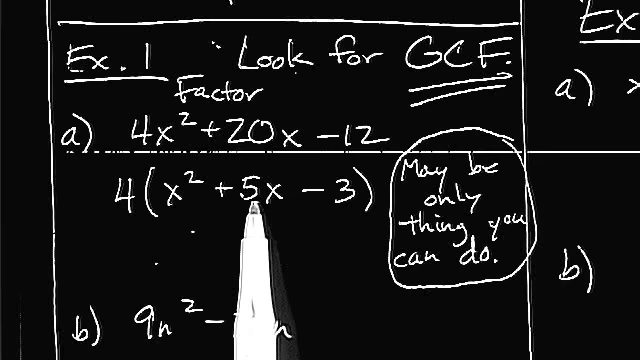 Ex. 1 Look for GCF.
Factor
a) 4x² + 20x - 12
4(x² + 5x - 3)
May be
only
thing you
can do.
b) 9n² -
Ex
a) x
b)